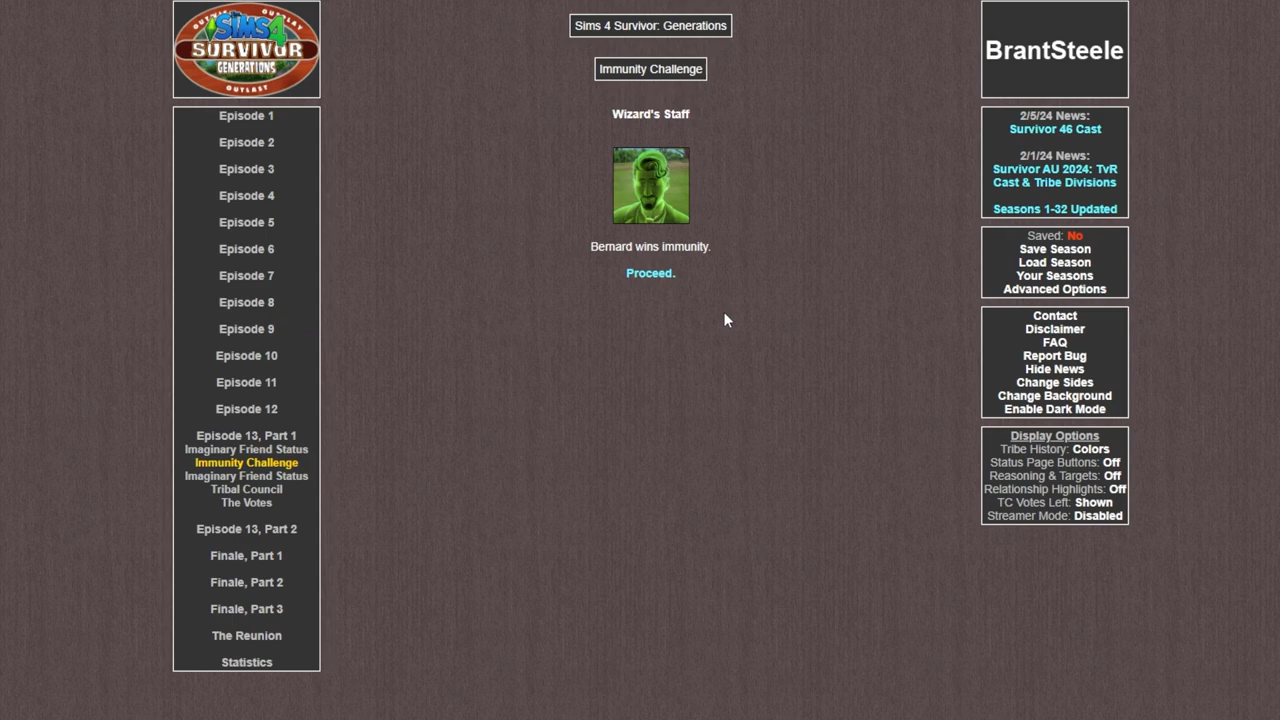 OUTWIT OUTPLAY
SIMS4
SURVIVOR
GENERATIONS
OUTLAST
Episode 1
Episode 2
Episode 3
Episode 4
Episode 5
Episode 6
Episode 7
Episode 8
Episode 9
Episode 10
Episode 11
Episode 12
Episode 13, Part 1
Imaginary Friend Status
Immunity Challenge
Imaginary Friend Status
Tribal Council
The Votes
Episode 13, Part 2
Finale, Part 1
Finale, Part 2
Finale, Part 3
The Reunion
Statistics
Sims 4 Survivor: Generations
Immunity Challenge
Wizard's Staff
Bernard wins immunity.
Proceed.
BrantSteele
2/5/24 News:
Survivor 46 Cast
2/1/24 News:
Survivor AU 2024: TvR
Cast & Tribe Divisions
Seasons 1-32 Updated
Saved: No
Save Season
Load Season
Your Seasons
Advanced Options
Contact
Disclaimer
FAQ
Report Bug
Hide News
Change Sides
Change Background
Enable Dark Mode
Display Options
Tribe History: Colors
Status Page Buttons: Off
Reasoning & Targets: Off
Relationship Highlights: Off
TC Votes Left: Shown
Streamer Mode: Disabled